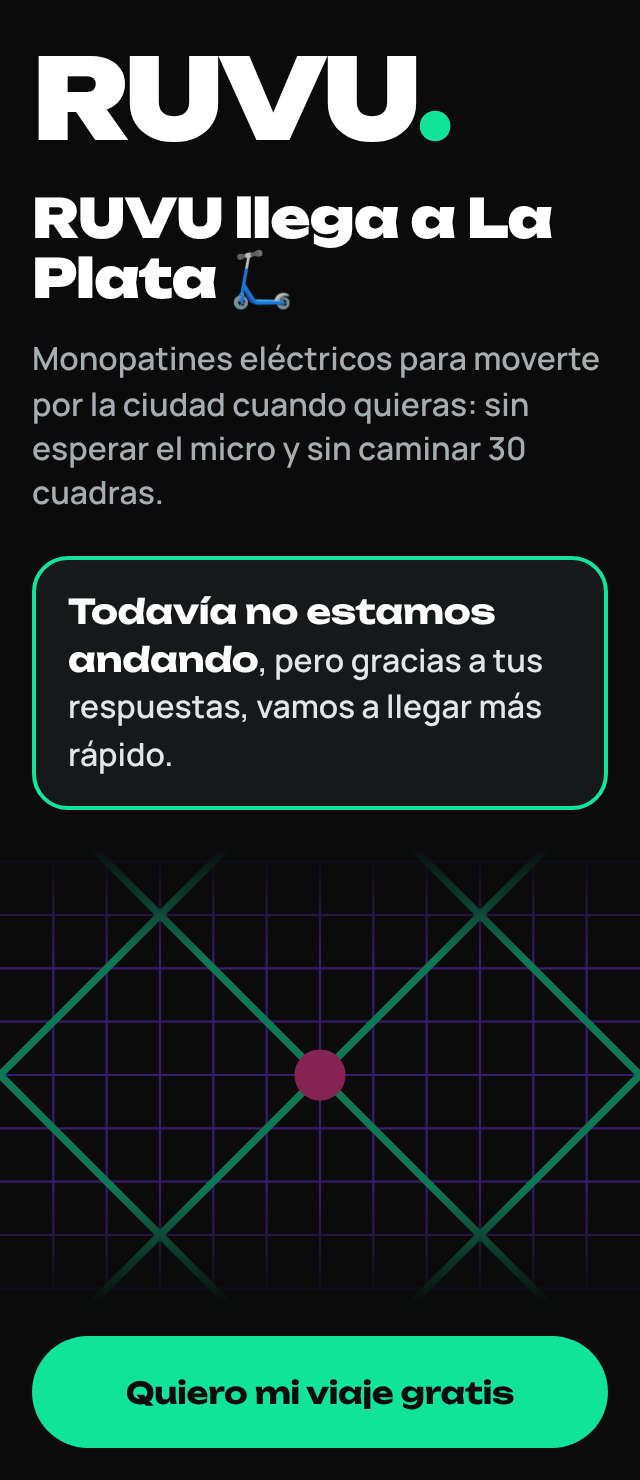 RUVU.
RUVU llega a La
Plata 🛴
Monopatines eléctricos para moverte
por la ciudad cuando quieras: sin
esperar el micro y sin caminar 30
cuadras.
Todavía no estamos
andando, pero gracias a tus
respuestas, vamos a llegar más
rápido.
Quiero mi viaje gratis